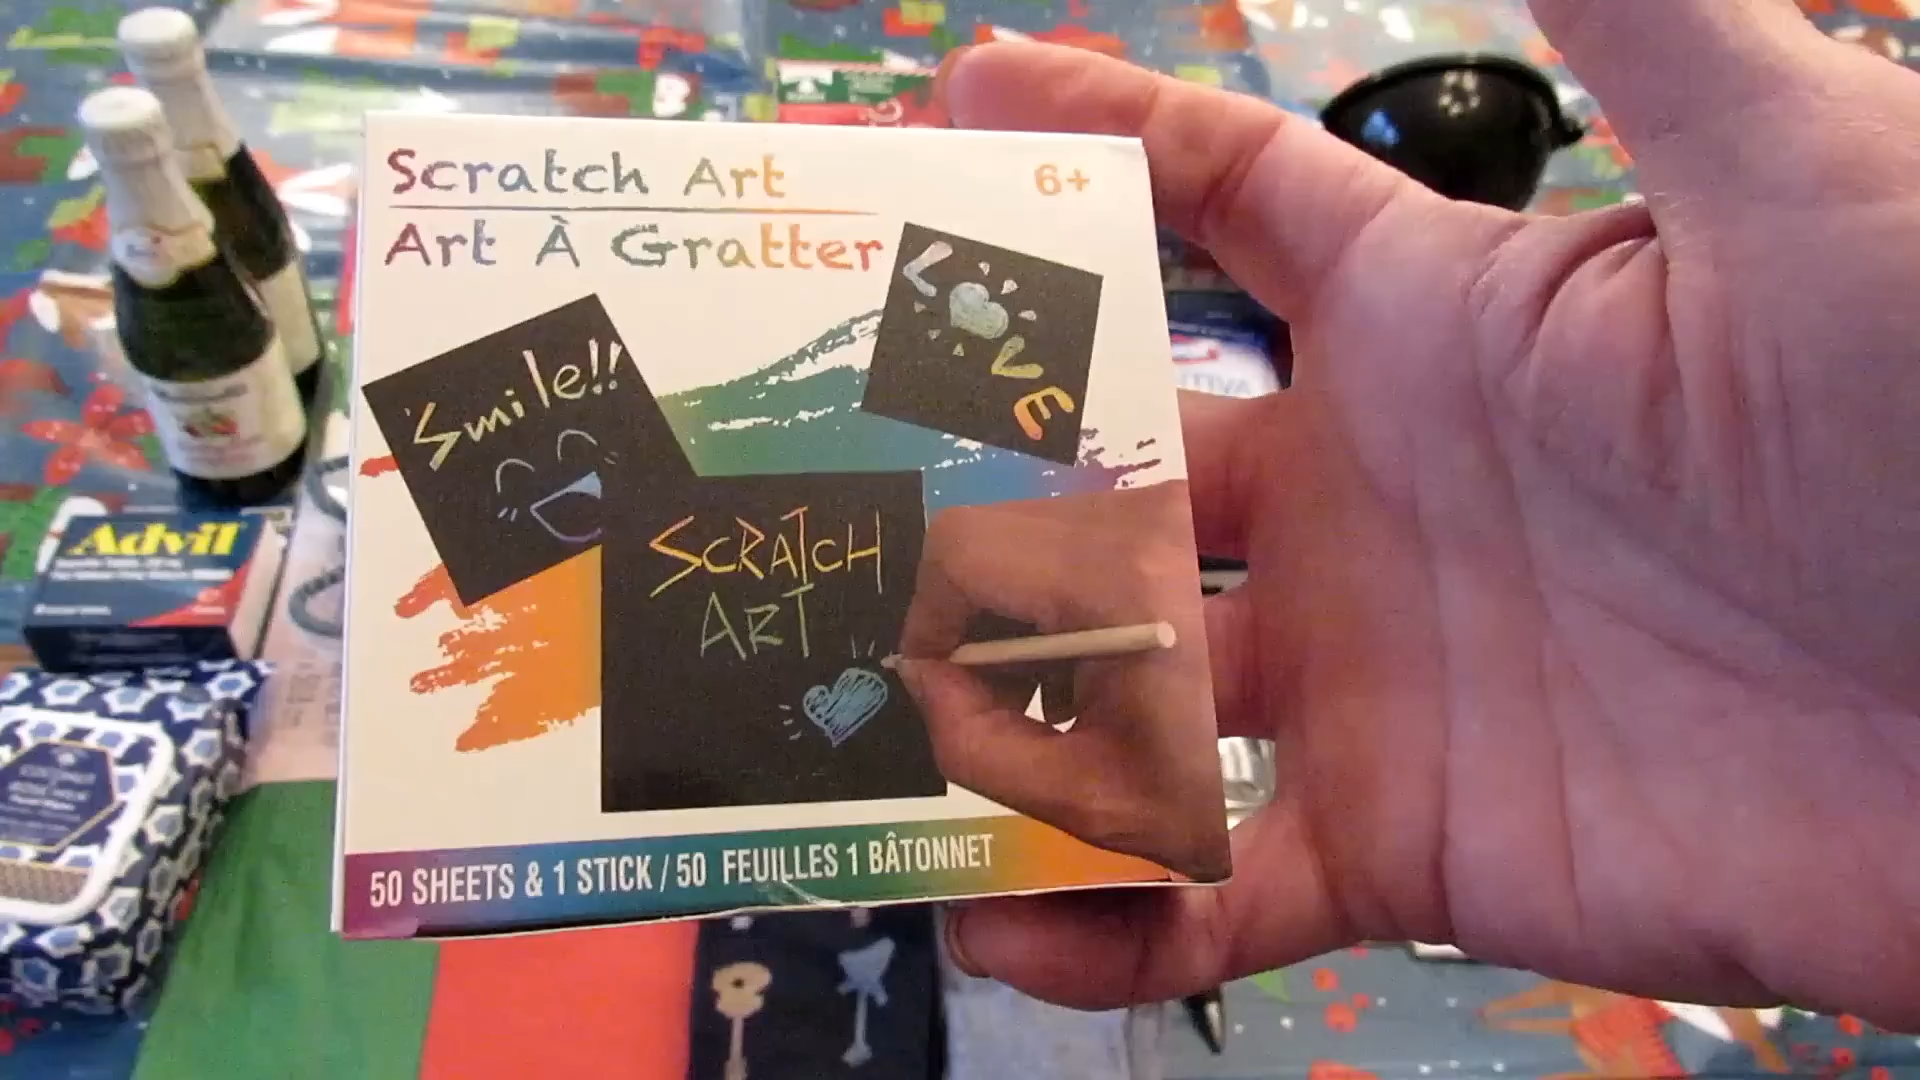 Scratch Art
6+
Art À Gratter
Smile!!
LOVE
SCRATCH
ART
50 SHEETS & 1 STICK / 50 FEUILLES 1 BÂTONNET
Advil